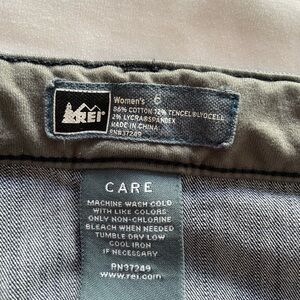 REI®
Women's 6
86% COTTON 12% TENCEL®LYOCELL
2% LYCRA®SPANDEX
MADE IN CHINA
RN#37249
CARE
MACHINE WASH COLD
WITH LIKE COLORS
ONLY NON-CHLORINE
BLEACH WHEN NEEDED
TUMBLE DRY LOW
COOL IRON
IF NECESSARY
RN37249
www.rei.com